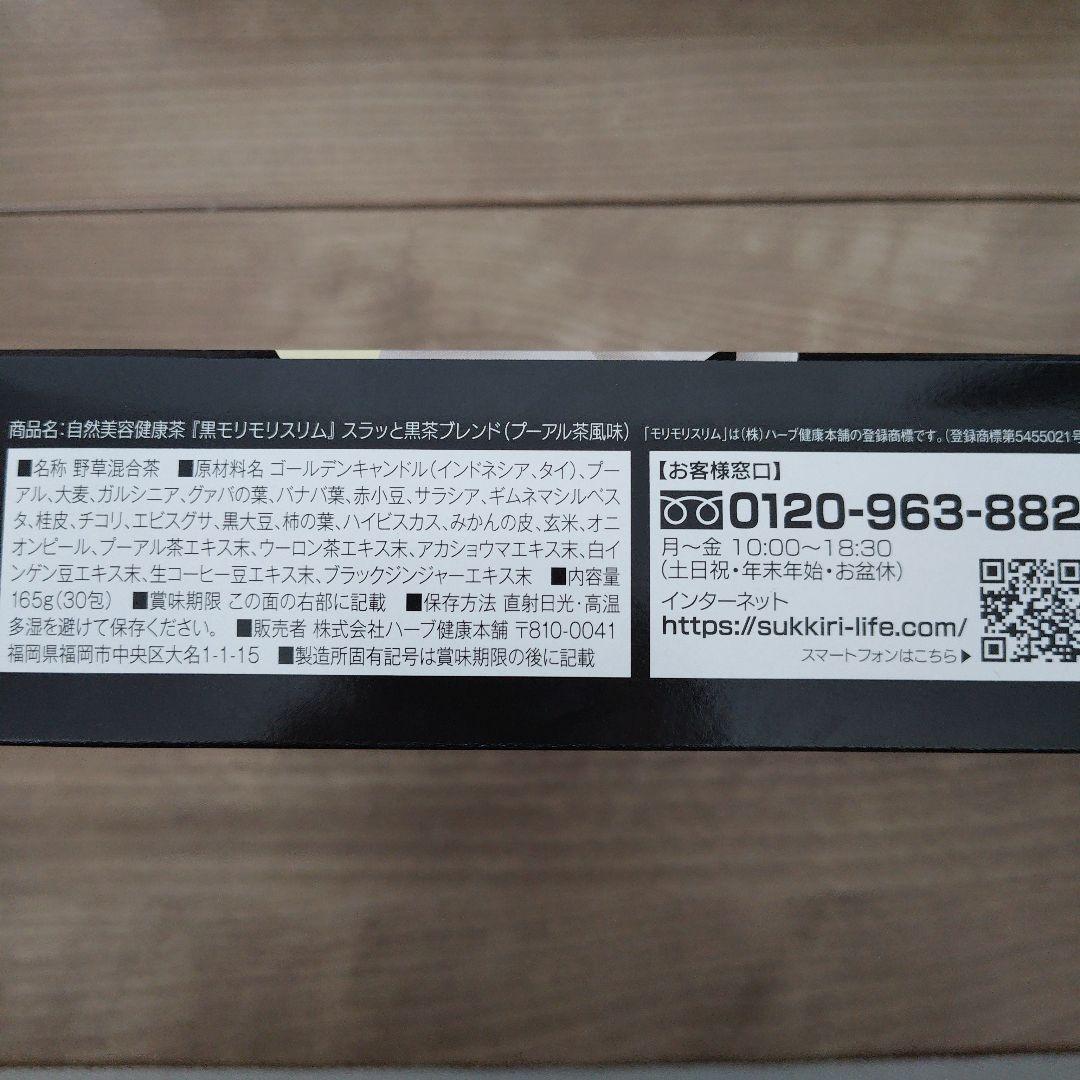 商品名:自然美容健康茶『黒モリモリスリム』スラッと黒茶ブレンド(プーアル茶風味)
「モリモリスリム」は(株)ハーブ健康本舗の登録商標です。(登録商標第5455021号
■名称 野草混合茶 ■原材料名 ゴールデンキャンドル(インドネシア、タイ)、プー
アル、大麦、ガルシニア、グァバの葉、バナバ葉、赤小豆、サラシア、ギムネマシルベス
タ、桂皮、チコリ、エビスグサ、黒大豆、柿の葉、ハイビスカス、みかんの皮、玄米、オニ
オンピール、プーアル茶エキス末、ウーロン茶エキス末、アカショウマエキス末、白イ
ンゲン豆エキス末、生コーヒー豆エキス末、ブラックジンジャーエキス末 ■内容量
165g(30包) ■賞味期限 この面の右部に記載 ■保存方法 直射日光・高温
多湿を避けて保存ください。 ■販売者 株式会社ハーブ健康本舗 〒810-0041
福岡県福岡市中央区大名1-1-15 ■製造所固有記号は賞味期限の後に記載
【お客様窓口】
0120-963-882
月〜金 10:00〜18:30
(土日祝・年末年始・お盆休)
インターネット
https://sukkiri-life.com/
スマートフォンはこちら▶